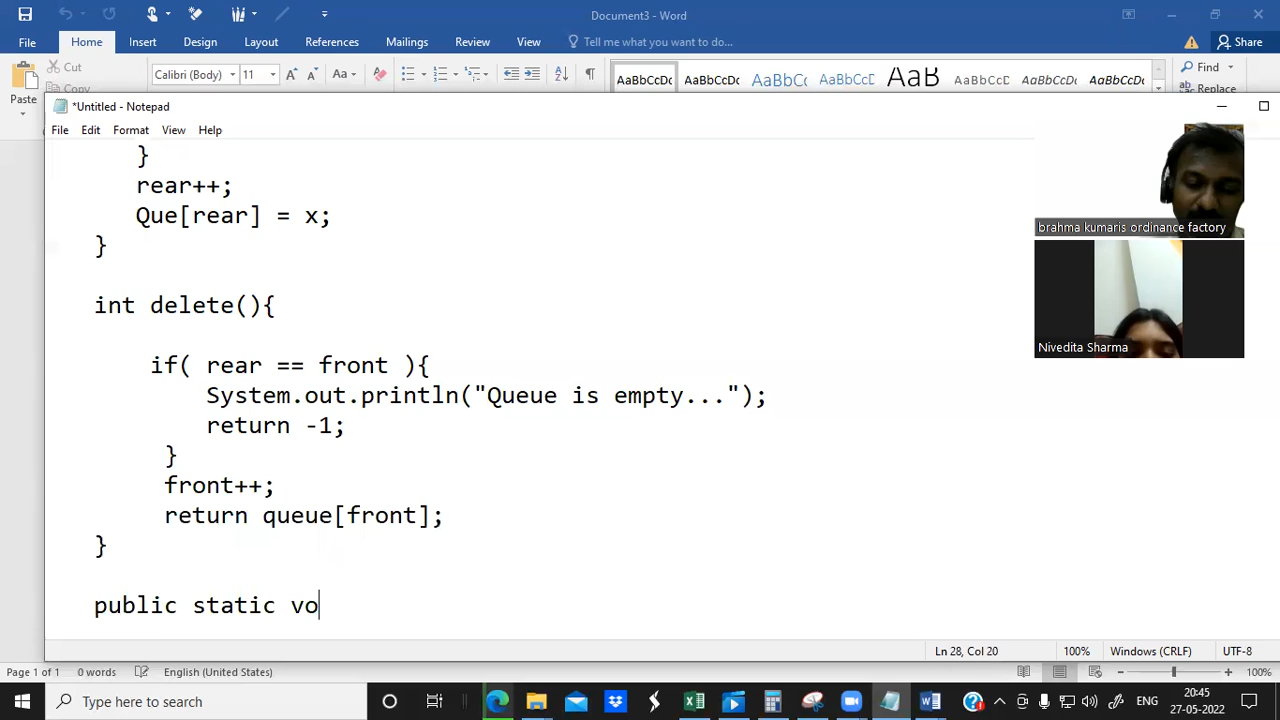 Document3 - Word
File Home Insert Design Layout References Mailings Review View Tell me what you want to do... Share
Cut
Copy
Paste
Calibri (Body) 11 A A Aa
AaBbCcDc AaBbCcDc AaBbCc AaBbCcD AaB AaBbCcD AaBbCcDc AaBbCcDc
Find
Replace
*Untitled - Notepad
File Edit Format View Help
}
rear++;
Que[rear] = x;
}
int delete(){
if( rear == front ){
System.out.println("Queue is empty...");
return -1;
}
front++;
return queue[front];
}
public static vo
brahma kumaris ordinance factory
Nivedita Sharma
Ln 28, Col 20 100% Windows (CRLF) UTF-8
Page 1 of 1 0 words English (United States) 100%
Type here to search
ENG
20:45
27-05-2022